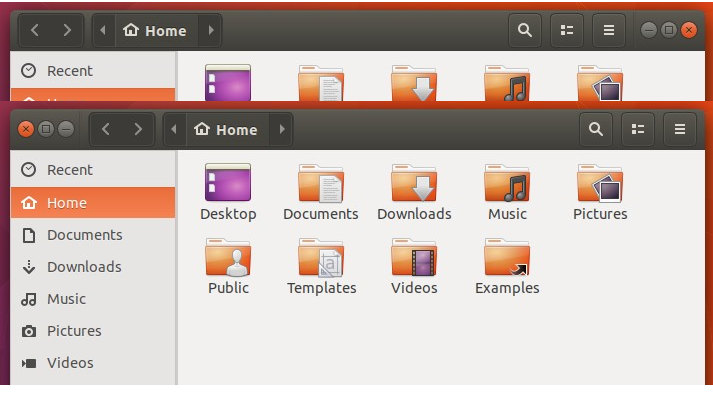 Home
Recent
Home
Recent
Home
Documents
Downloads
Music
Pictures
Videos
Desktop Documents Downloads Music Pictures
Public Templates Videos Examples